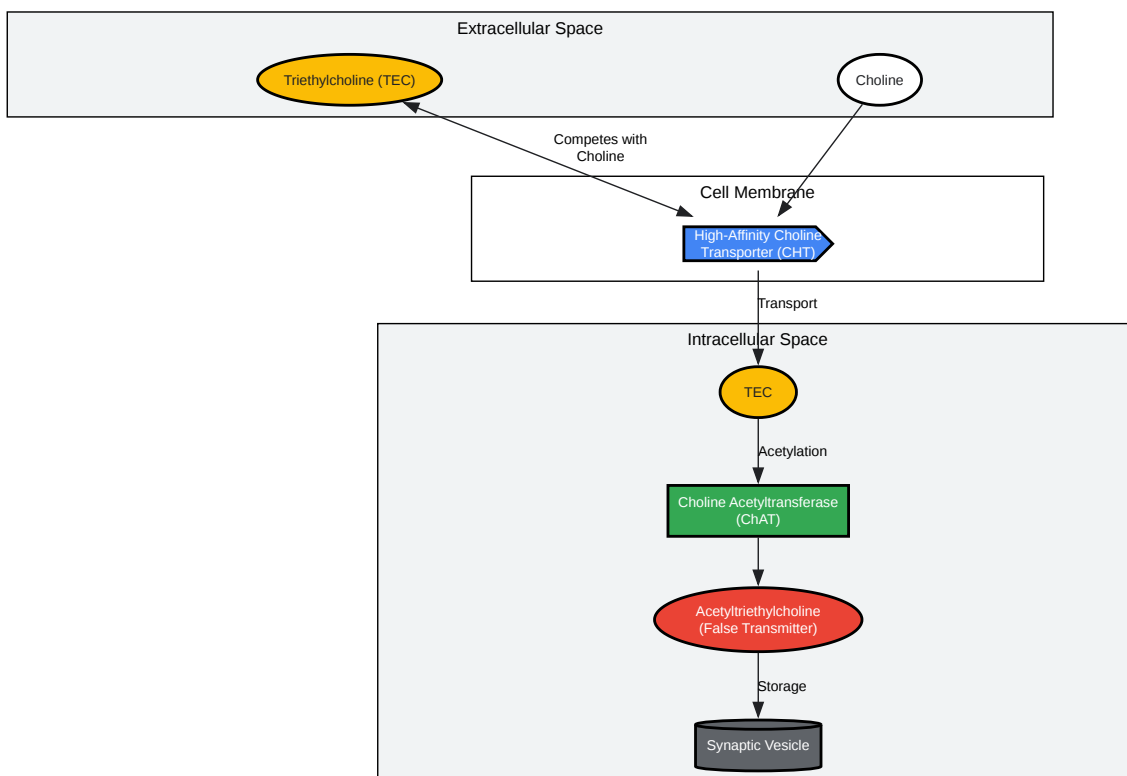 Extracellular Space
Triethylcholine (TEC)
Choline
Competes with
Choline
Cell Membrane
High-Affinity Choline
Transporter (CHT)
Transport
Intracellular Space
TEC
Acetylation
Choline Acetyltransferase
(ChAT)
Acetyltriethylcholine
(False Transmitter)
Storage
Synaptic Vesicle